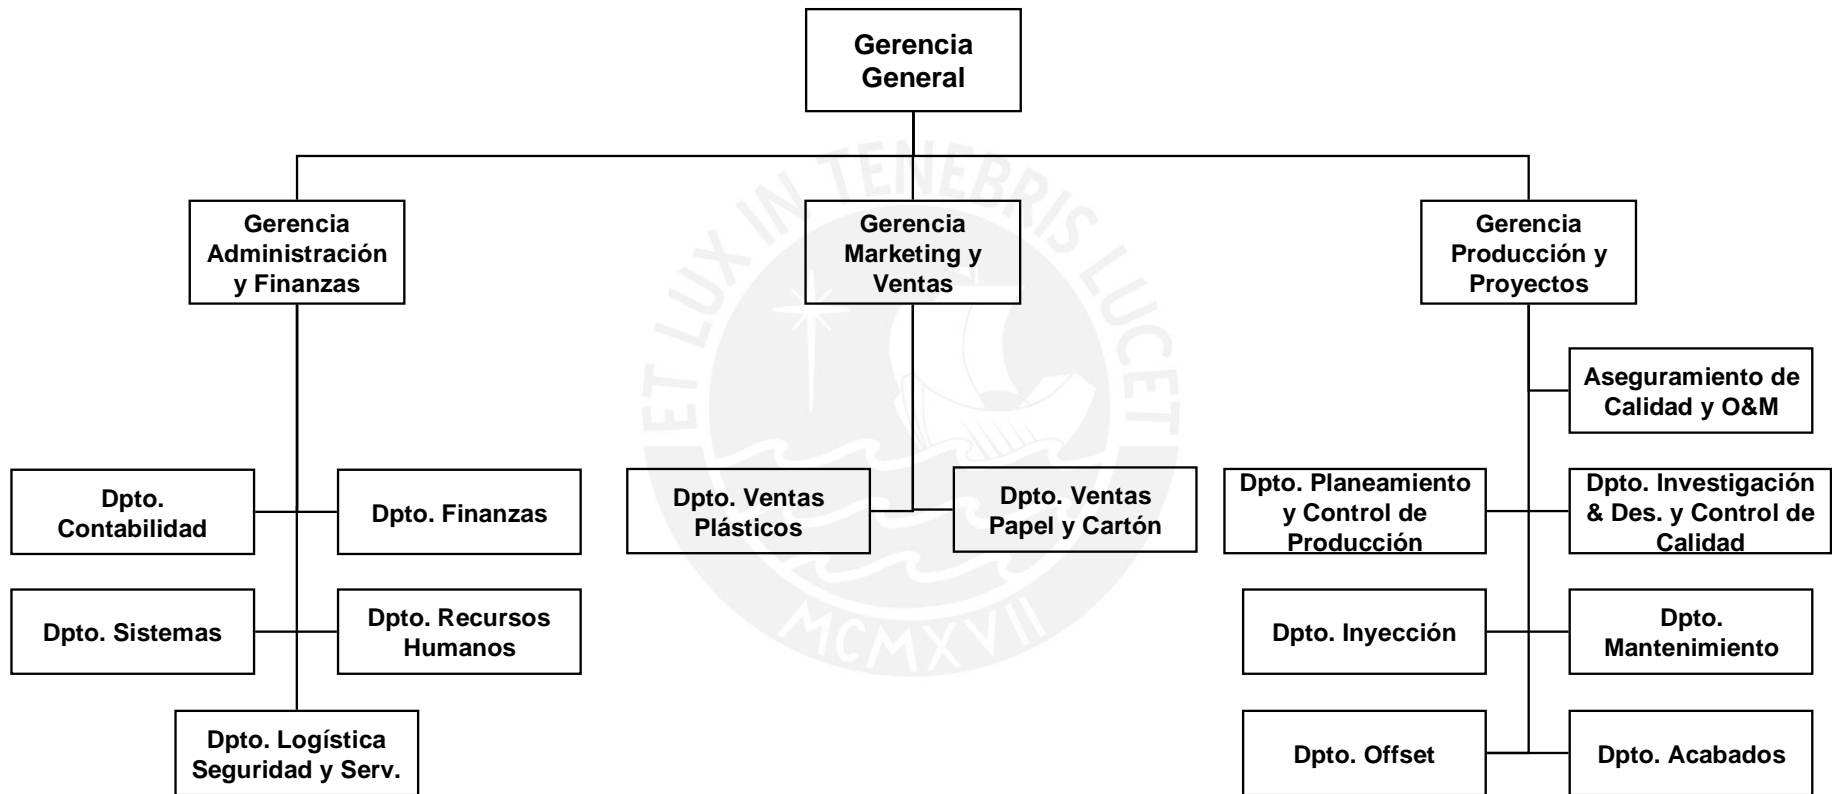 Gerencia
General
Gerencia
Administración
y Finanzas
Gerencia
Marketing y
Ventas
Gerencia
Producción y
Proyectos
Aseguramiento de
Calidad y O&M
Dpto.
Contabilidad
Dpto. Finanzas
Dpto. Ventas
Plásticos
Dpto. Ventas
Papel y Cartón
Dpto. Planeamiento
y Control de
Producción
Dpto. Investigación
& Des. y Control de
Calidad
Dpto. Sistemas
Dpto. Recursos
Humanos
Dpto. Inyección
Dpto.
Mantenimiento
Dpto. Logística
Seguridad y Serv.
Dpto. Offset
Dpto. Acabados
ET LUX IN TENEBRIS LUCET
MCMXVII